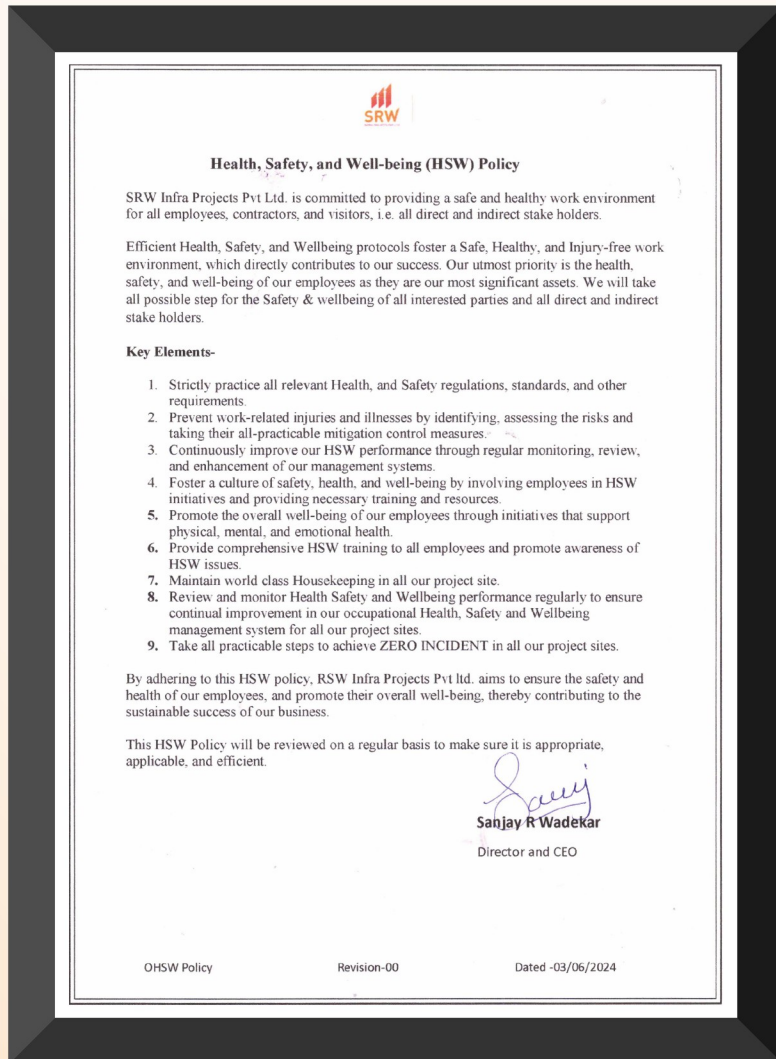 SRW
Health, Safety, and Well-being (HSW) Policy
SRW Infra Projects Pvt Ltd. is committed to providing a safe and healthy work environment
for all employees, contractors, and visitors, i.e. all direct and indirect stake holders.
Efficient Health, Safety, and Wellbeing protocols foster a Safe, Healthy, and Injury-free work
environment, which directly contributes to our success. Our utmost priority is the health,
safety, and well-being of our employees as they are our most significant assets. We will take
all possible step for the Safety & wellbeing of all interested parties and all direct and indirect
stake holders.
Key Elements-
1. Strictly practice all relevant Health, and Safety regulations, standards, and other
requirements.
2. Prevent work-related injuries and illnesses by identifying, assessing the risks and
taking their all-practicable mitigation control measures.
3. Continuously improve our HSW performance through regular monitoring, review,
and enhancement of our management systems.
4. Foster a culture of safety, health, and well-being by involving employees in HSW
initiatives and providing necessary training and resources.
5. Promote the overall well-being of our employees through initiatives that support
physical, mental, and emotional health.
6. Provide comprehensive HSW training to all employees and promote awareness of
HSW issues.
7. Maintain world class Housekeeping in all our project site.
8. Review and monitor Health Safety and Wellbeing performance regularly to ensure
continual improvement in our occupational Health, Safety and Wellbeing
management system for all our project sites.
9. Take all practicable steps to achieve ZERO INCIDENT in all our project sites.
By adhering to this HSW policy, RSW Infra Projects Pvt ltd. aims to ensure the safety and
health of our employees, and promote their overall well-being, thereby contributing to the
sustainable success of our business.
This HSW Policy will be reviewed on a regular basis to make sure it is appropriate,
applicable, and efficient.
Sanjay R Wadekar
Director and CEO
OHSW Policy Revision-00 Dated -03/06/2024